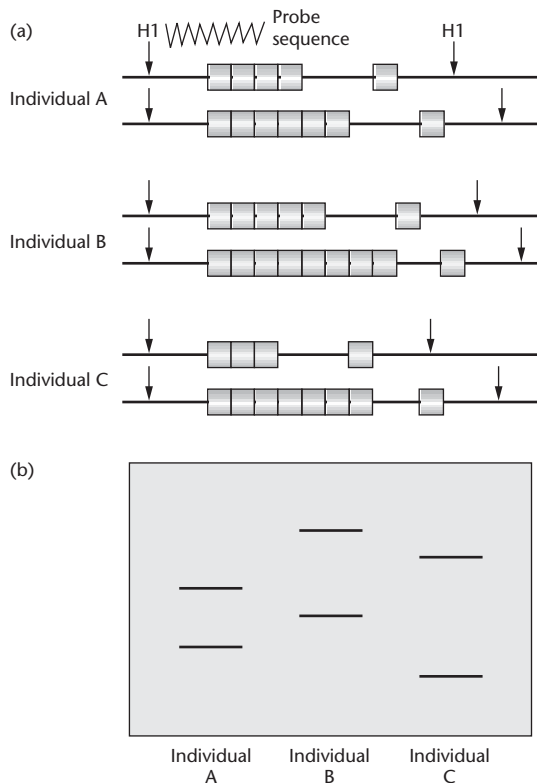 (a)
H1
Probe
sequence
H1
Individual A
Individual B
Individual C
(b)
Individual
A
Individual
B
Individual
C